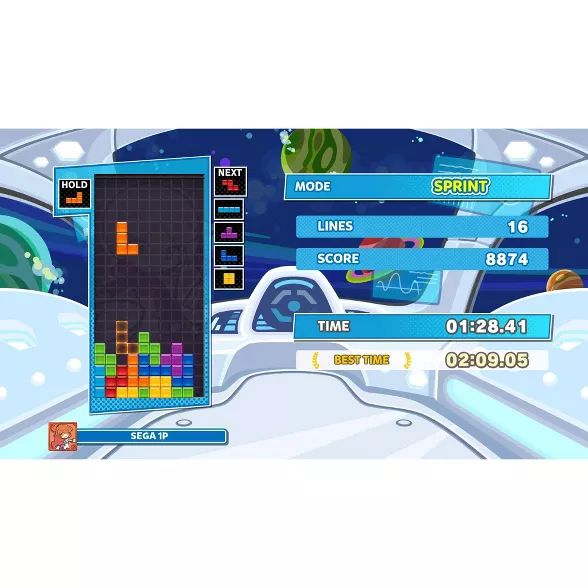 HOLD
NEXT
MODE SPRINT
LINES 16
SCORE 8874
TIME 01:28.41
BEST TIME 02:09.05
SEGA 1P